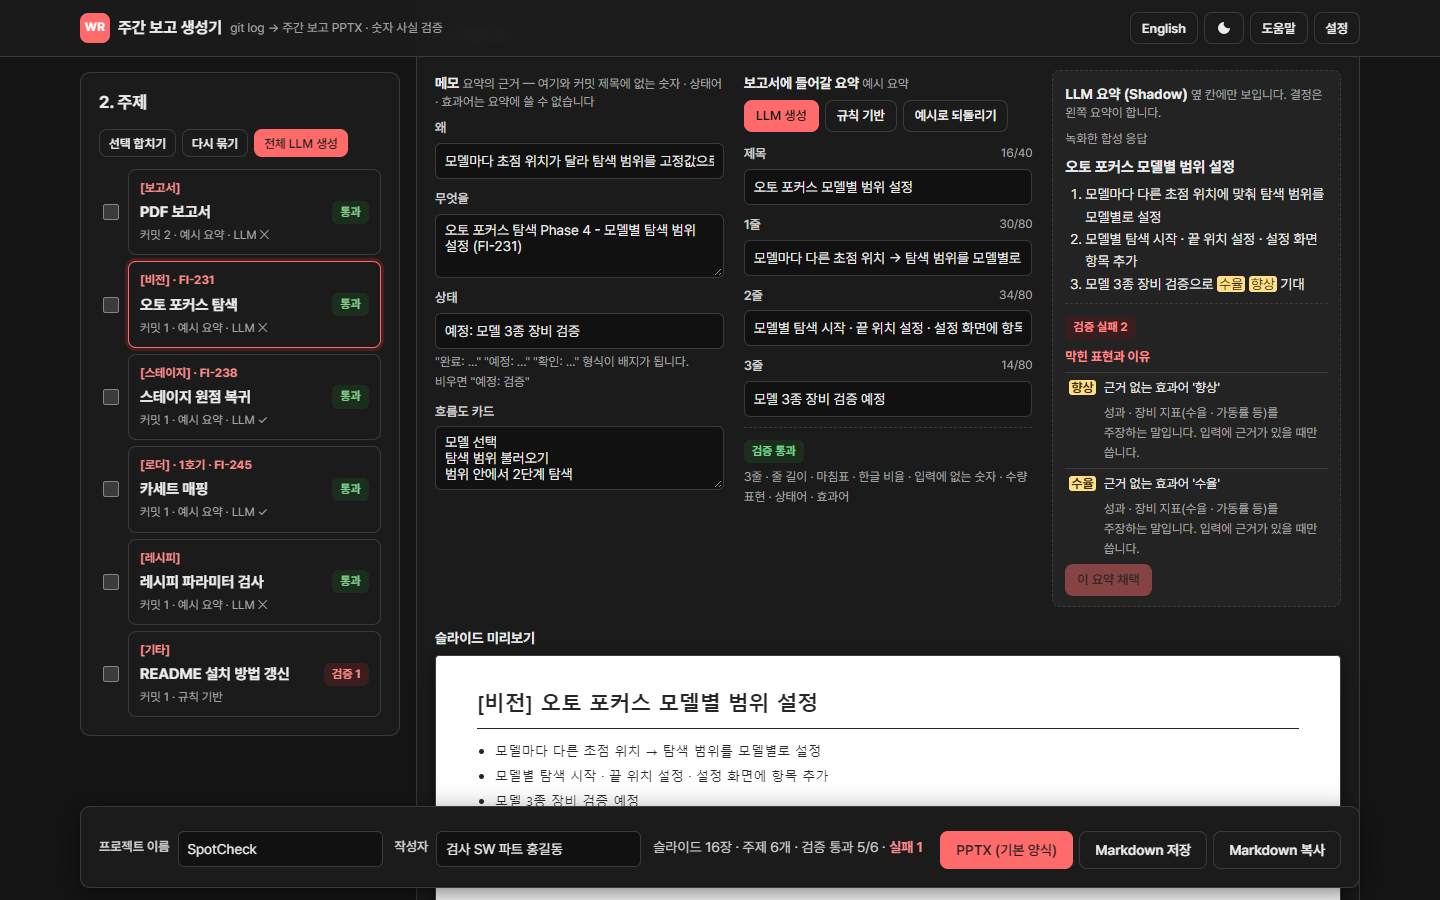 WR 주간 보고 생성기 git log → 주간 보고 PPTX · 숫자 사실 검증
English
도움말
설정
2. 주제
선택 합치기
다시 묶기
전체 LLM 생성
[보고서]
PDF 보고서
통과
커밋 2 · 예시 요약 · LLM ✕
[비전] · FI-231
오토 포커스 탐색
통과
커밋 1 · 예시 요약 · LLM ✕
[스테이지] · FI-238
스테이지 원점 복귀
통과
커밋 1 · 예시 요약 · LLM ✓
[로더] · 1호기 · FI-245
카세트 매핑
통과
커밋 1 · 예시 요약 · LLM ✓
[레시피]
레시피 파라미터 검사
통과
커밋 1 · 예시 요약 · LLM ✕
[기타]
README 설치 방법 갱신
검증 1
커밋 1 · 규칙 기반
메모 요약의 근거 — 여기와 커밋 제목에 없는 숫자 · 상태어
· 효과어는 요약에 쓸 수 없습니다
왜
모델마다 초점 위치가 달라 탐색 범위를 고정값으로
무엇을
오토 포커스 탐색 Phase 4 - 모델별 탐색 범위
설정 (FI-231)
상태
예정: 모델 3종 장비 검증
"완료: ..." "예정: ..." "확인: ..." 형식이 배지가 됩니다.
비우면 "예정: 검증"
흐름도 카드
모델 선택
탐색 범위 불러오기
범위 안에서 2단계 탐색
보고서에 들어갈 요약 예시 요약
LLM 생성
규칙 기반
예시로 되돌리기
제목 16/40
오토 포커스 모델별 범위 설정
1줄 30/80
모델마다 다른 초점 위치 → 탐색 범위를 모델별로
2줄 34/80
모델별 탐색 시작 · 끝 위치 설정 · 설정 화면에 항목
3줄 14/80
모델 3종 장비 검증 예정
검증 통과
3줄 · 줄 길이 · 마침표 · 한글 비율 · 입력에 없는 숫자 · 수량
표현 · 상태어 · 효과어
LLM 요약 (Shadow) 옆 칸에만 보입니다. 결정은
왼쪽 요약이 합니다.
녹화한 합성 응답
오토 포커스 모델별 범위 설정
1. 모델마다 다른 초점 위치에 맞춰 탐색 범위를
모델별로 설정
2. 모델별 탐색 시작 · 끝 위치 설정 · 설정 화면
항목 추가
3. 모델 3종 장비 검증으로 수율 향상 기대
검증 실패 2
막힌 표현과 이유
향상 근거 없는 효과어 '향상'
성과 · 장비 지표(수율 · 가동률 등)를
주장하는 말입니다. 입력에 근거가 있을 때만
씁니다.
수율 근거 없는 효과어 '수율'
성과 · 장비 지표(수율 · 가동률 등)를
주장하는 말입니다. 입력에 근거가 있을 때만
씁니다.
이 요약 채택
슬라이드 미리보기
[비전] 오토 포커스 모델별 범위 설정
• 모델마다 다른 초점 위치 → 탐색 범위를 모델별로 설정
• 모델별 탐색 시작 · 끝 위치 설정 · 설정 화면에 항목 추가
• 모델 3종 장비 검증 예정
프로젝트 이름
SpotCheck
작성자
검사 SW 파트 홍길동
슬라이드 16장 · 주제 6개 · 검증 통과 5/6 · 실패 1
PPTX (기본 양식)
Markdown 저장
Markdown 복사